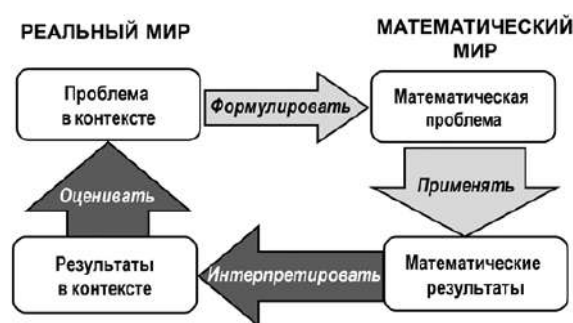 РЕАЛЬНЫЙ МИР
МАТЕМАТИЧЕСКИЙ
МИР
Проблема
в контексте
Формулировать
Математическая
проблема
Оценивать
Применять
Результаты
в контексте
Интерпретировать
Математические
результаты